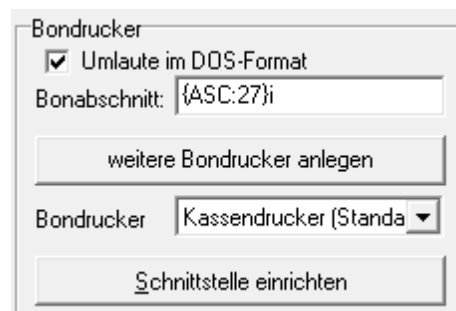 Bondrucker
Umlaute im DOS-Format
Bonabschnitt: {ASC:27}i
weitere Bondrucker anlegen
Bondrucker Kassendrucker (Standa
Schnittstelle einrichten